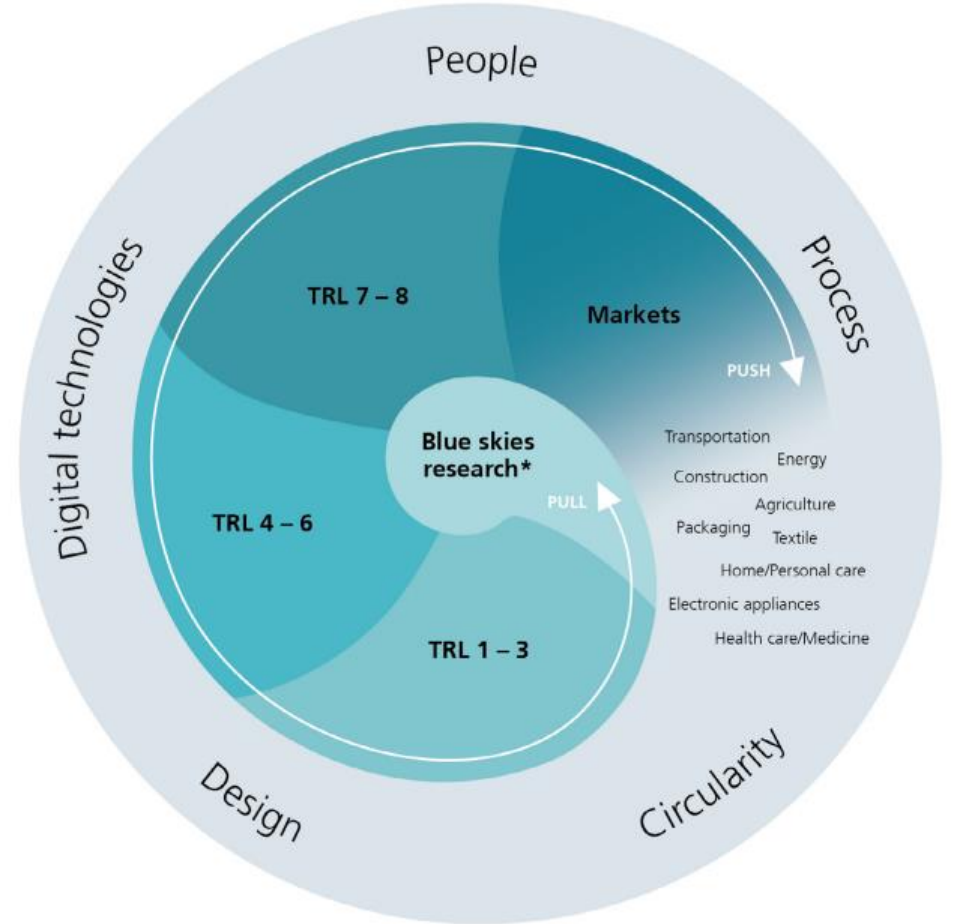 People
Process
Digital technologies
TRL 7 – 8
Markets
PUSH
Blue skies
research*
PULL
Transportation
Energy
Construction
Agriculture
Packaging
Textile
Home/Personal care
Electronic appliances
Health care/Medicine
TRL 4 – 6
TRL 1 – 3
Design
Circularity